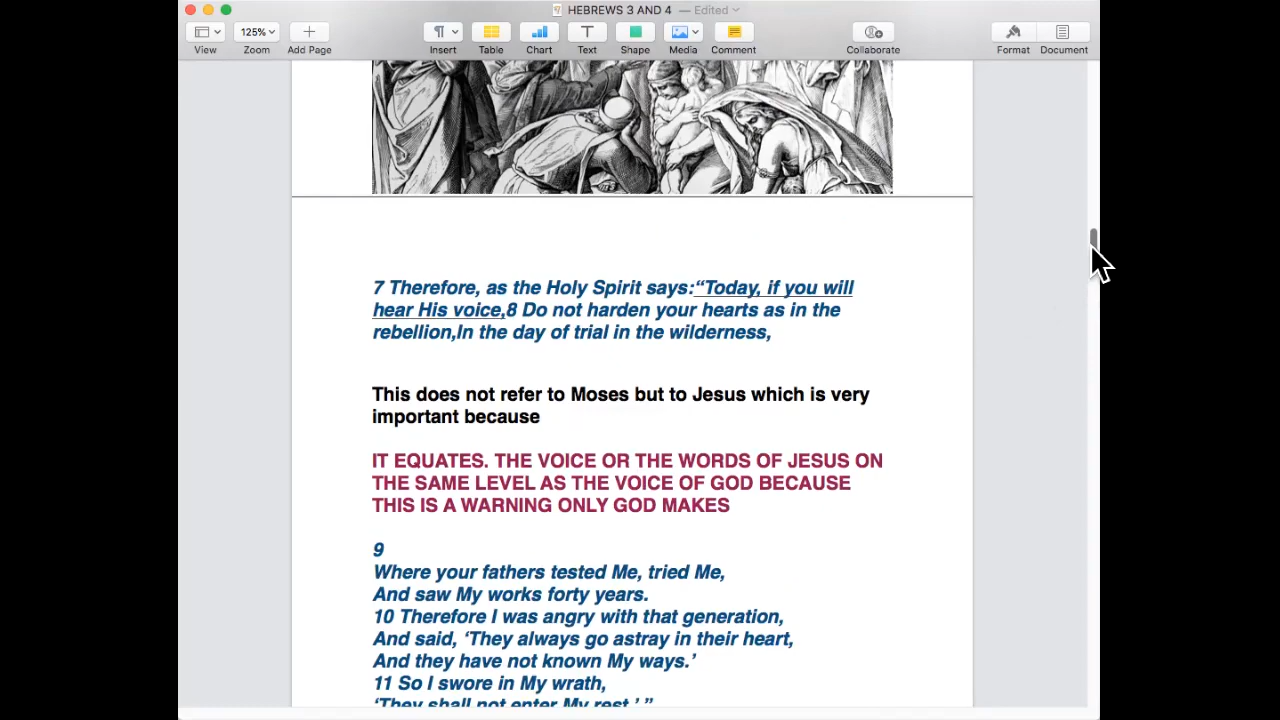 HEBREWS 3 AND 4 — Edited
125%
View Zoom Add Page Insert Table Chart Text Shape Media Comment Collaborate Format Document
7 Therefore, as the Holy Spirit says:“Today, if you will
hear His voice,8 Do not harden your hearts as in the
rebellion,In the day of trial in the wilderness,
This does not refer to Moses but to Jesus which is very
important because
IT EQUATES. THE VOICE OR THE WORDS OF JESUS ON
THE SAME LEVEL AS THE VOICE OF GOD BECAUSE
THIS IS A WARNING ONLY GOD MAKES
9
Where your fathers tested Me, tried Me,
And saw My works forty years.
10 Therefore I was angry with that generation,
And said, ‘They always go astray in their heart,
And they have not known My ways.’
11 So I swore in My wrath,
‘They shall not enter My rest.’ ”